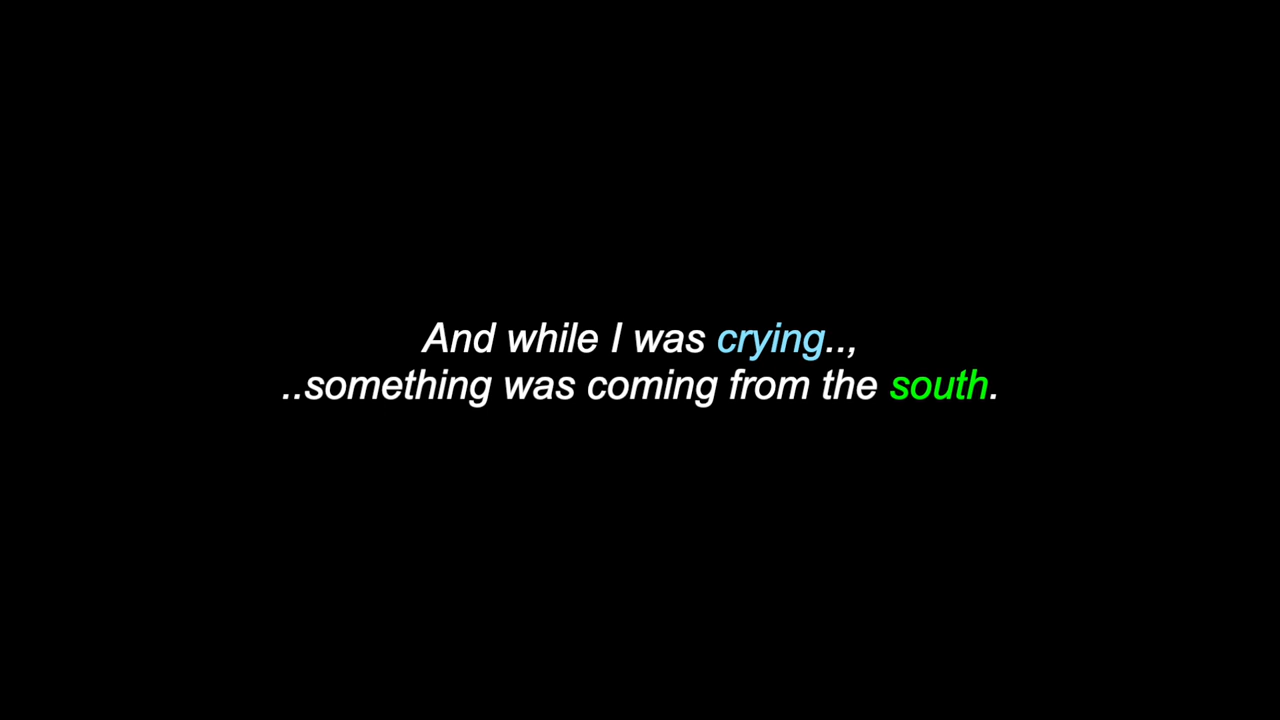 And while I was crying..,
..something was coming from the south.